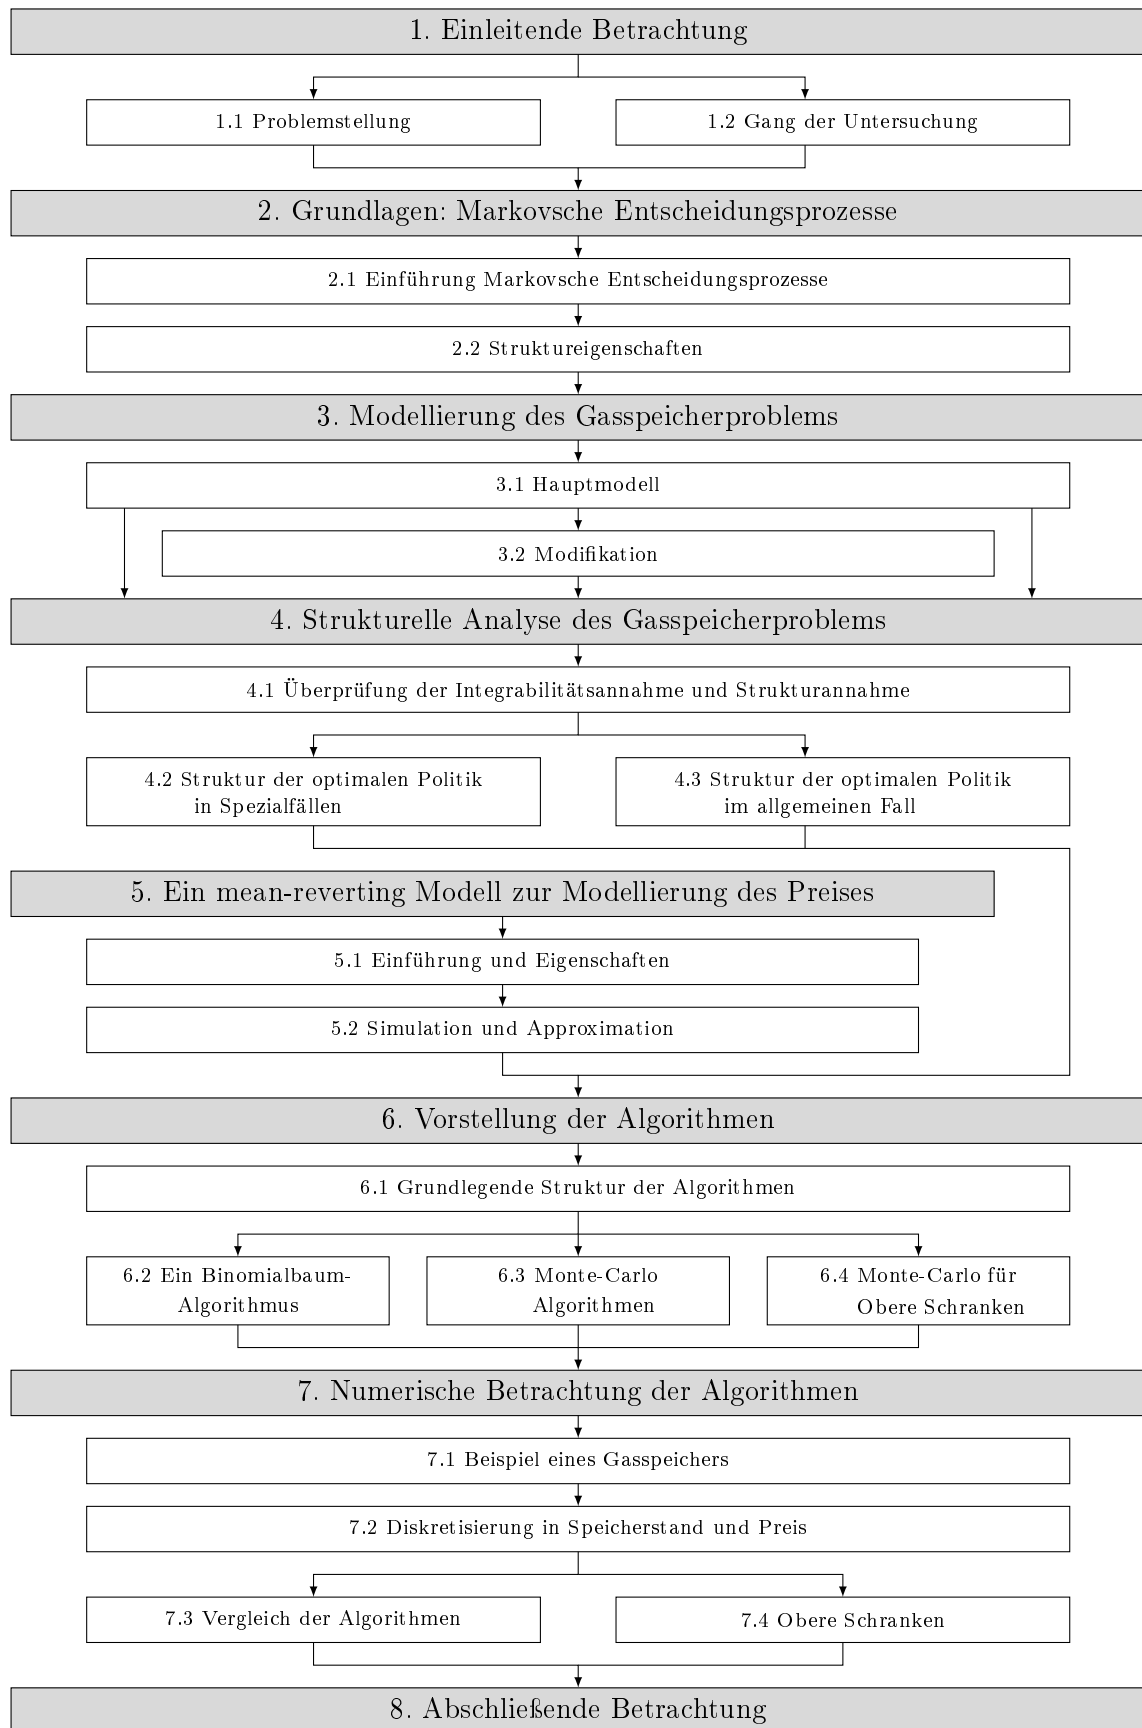 1. Einleitende Betrachtung
1.1 Problemstellung
1.2 Gang der Untersuchung
2. Grundlagen: Markovsche Entscheidungsprozesse
2.1 Einführung Markovsche Entscheidungsprozesse
2.2 Struktureigenschaften
3. Modellierung des Gasspeicherproblems
3.1 Hauptmodell
3.2 Modifikation
4. Strukturelle Analyse des Gasspeicherproblems
4.1 Überprüfung der Integrabilitätsannahme und Strukturannahme
4.2 Struktur der optimalen Politik
in Spezialfällen
4.3 Struktur der optimalen Politik
im allgemeinen Fall
5. Ein mean-reverting Modell zur Modellierung des Preises
5.1 Einführung und Eigenschaften
5.2 Simulation und Approximation
6. Vorstellung der Algorithmen
6.1 Grundlegende Struktur der Algorithmen
6.2 Ein Binomialbaum-
Algorithmus
6.3 Monte-Carlo
Algorithmen
6.4 Monte-Carlo für
Obere Schranken
7. Numerische Betrachtung der Algorithmen
7.1 Beispiel eines Gasspeichers
7.2 Diskretisierung in Speicherstand und Preis
7.3 Vergleich der Algorithmen
7.4 Obere Schranken
8. Abschließende Betrachtung